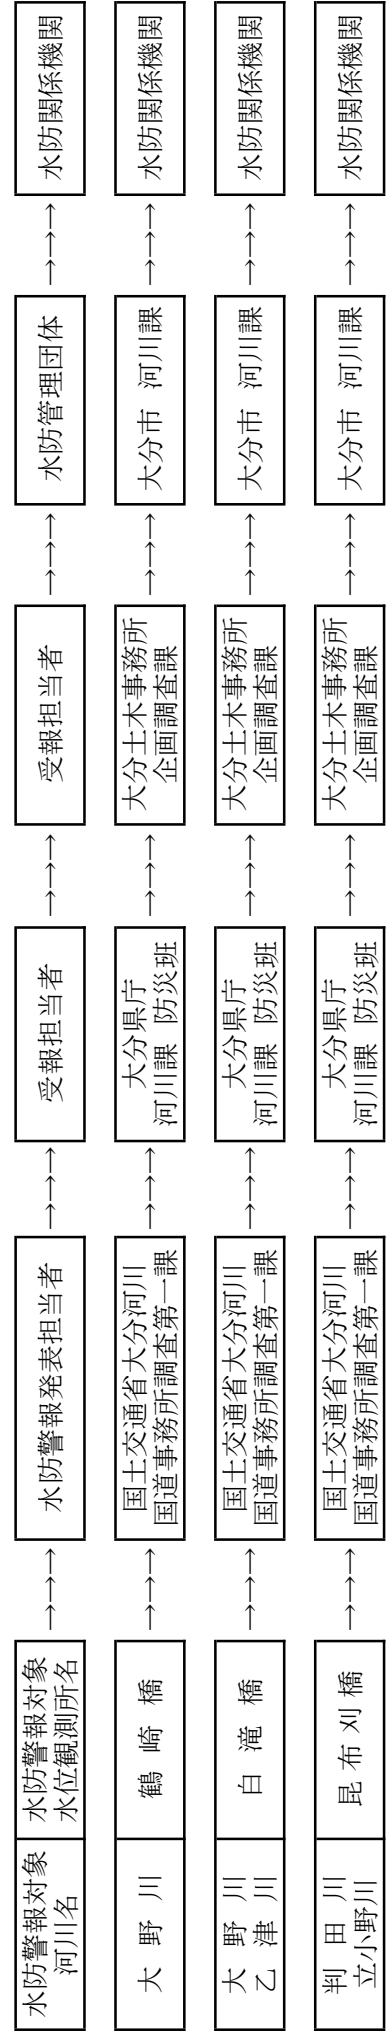 水防警報対象
河川名
水防警報対象
水位観測所名
→→→→
水防警報発表担当者
→→→→
受報担当者
→→→→
受報担当者
→→→→
水防管理団体
→→→→
水防関係機関
大 野 川
鶴 崎 橋
→→→→
国土交通省大分河川
国道事務所調査第一課
→→→→
大分県庁
河川課 防災班
→→→→
大分土木事務所
企画調査課
→→→→
大分市 河川課
→→→→
水防関係機関
大 野 川
乙 津 川
白 滝 橋
→→→→
国土交通省大分河川
国道事務所調査第一課
→→→→
大分県庁
河川課 防災班
→→→→
大分土木事務所
企画調査課
→→→→
大分市 河川課
→→→→
水防関係機関
判 田 川
立小野川
昆 布 刈 橋
→→→→
国土交通省大分河川
国道事務所調査第一課
→→→→
大分県庁
河川課 防災班
→→→→
大分土木事務所
企画調査課
→→→→
大分市 河川課
→→→→
水防関係機関